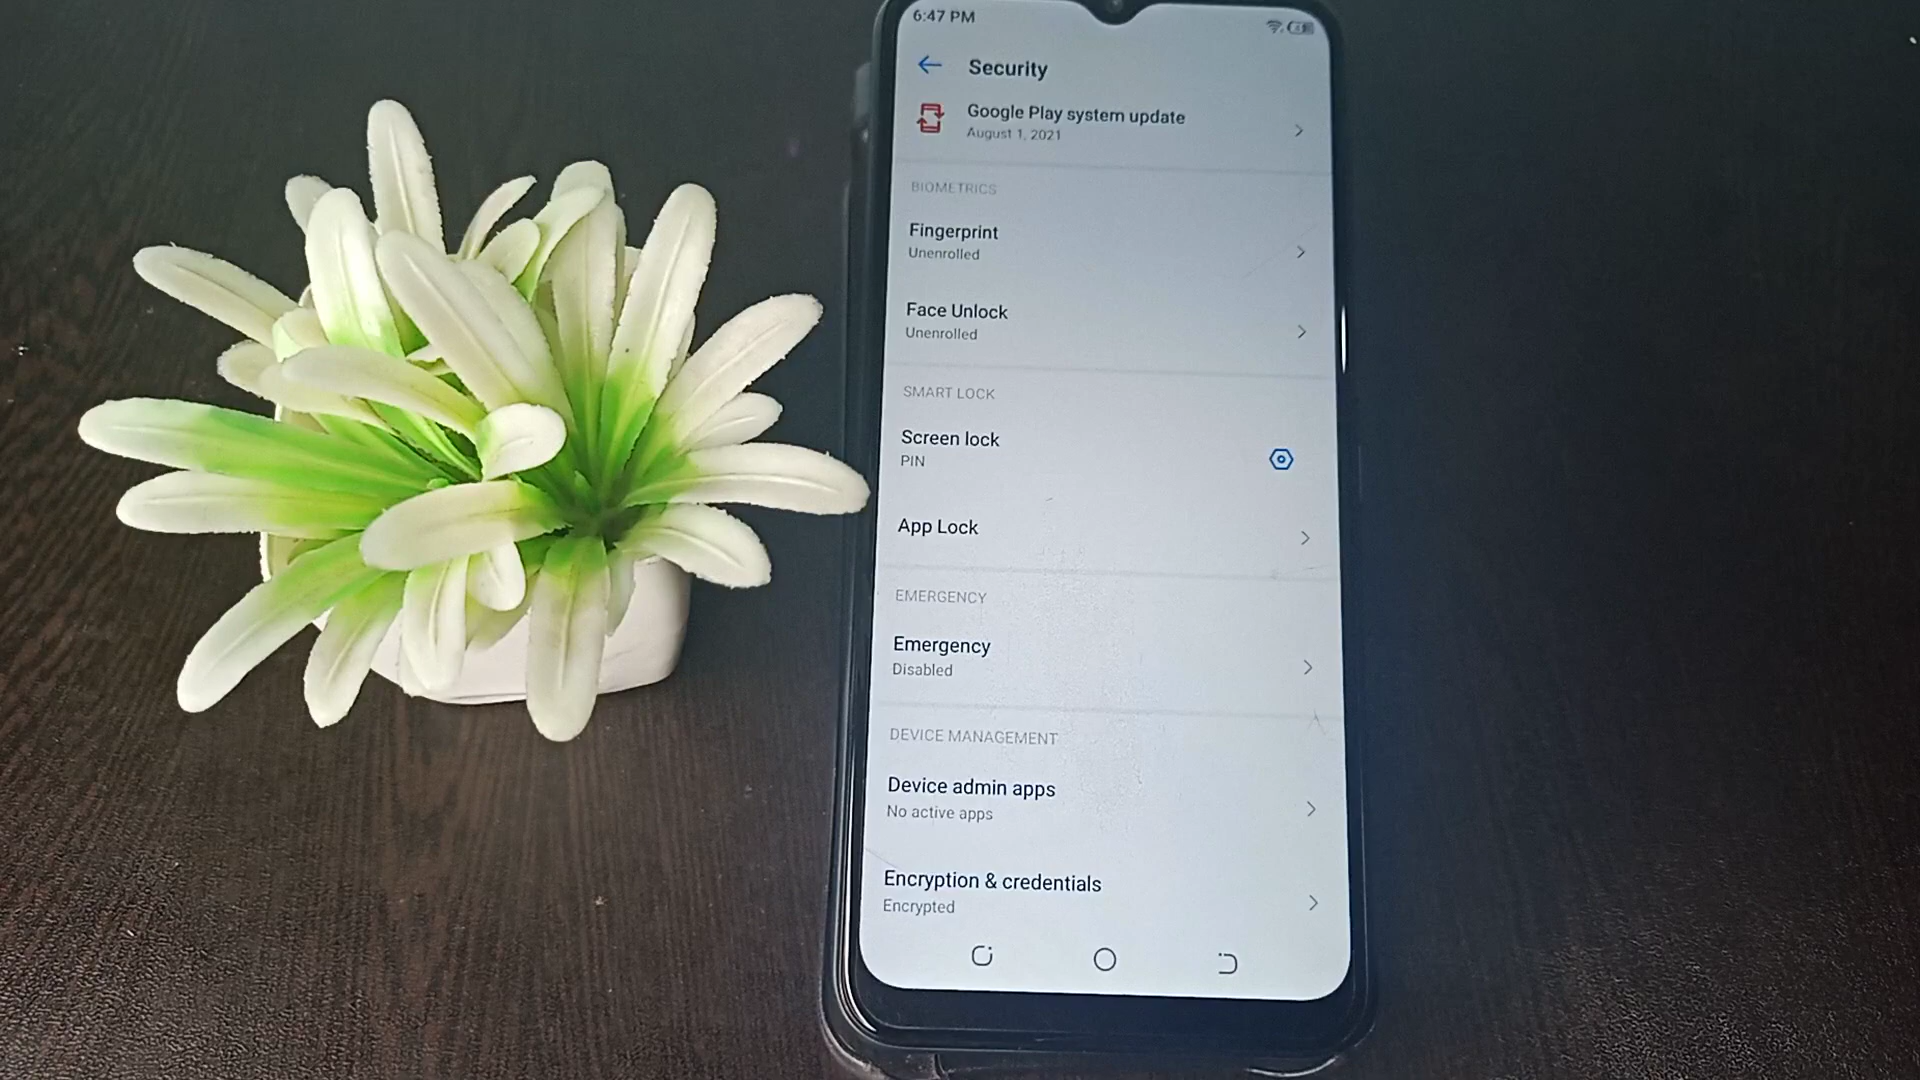 6:47 PM
Security
Google Play system update
August 1, 2021
BIOMETRICS
Fingerprint
Unenrolled
Face Unlock
Unenrolled
SMART LOCK
Screen lock
PIN
App Lock
EMERGENCY
Emergency
Disabled
DEVICE MANAGEMENT
Device admin apps
No active apps
Encryption & credentials
Encrypted